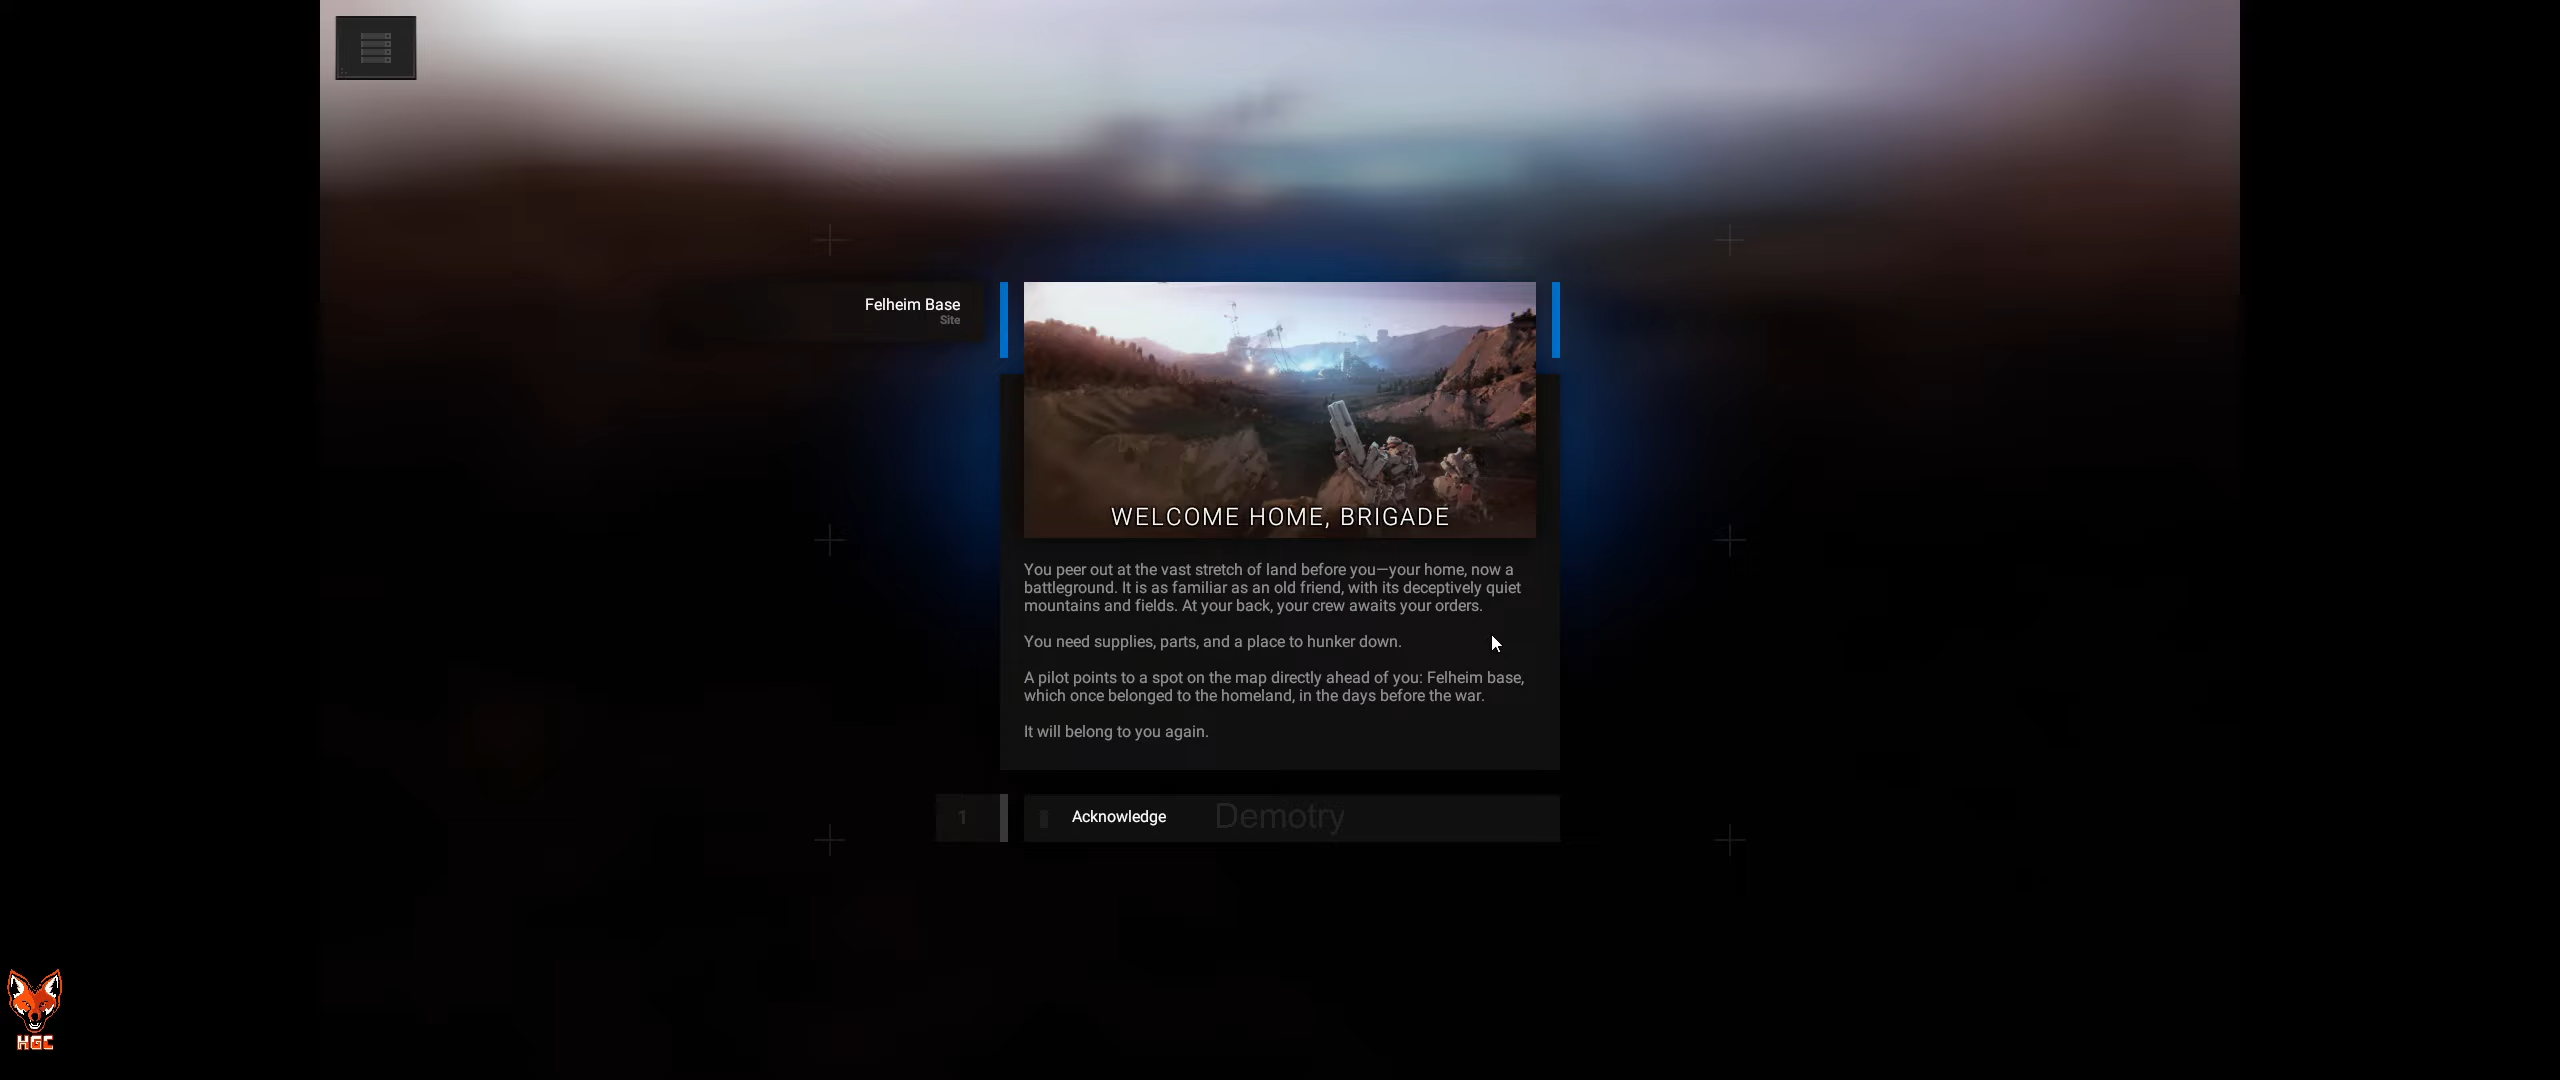 Felheim Base
Site
WELCOME HOME, BRIGADE
You peer out at the vast stretch of land before you—your home, now a
battleground. It is as familiar as an old friend, with its deceptively quiet
mountains and fields. At your back, your crew awaits your orders.
You need supplies, parts, and a place to hunker down.
A pilot points to a spot on the map directly ahead of you: Felheim base,
which once belonged to the homeland, in the days before the war.
It will belong to you again.
1
Acknowledge
Demotry
HGC